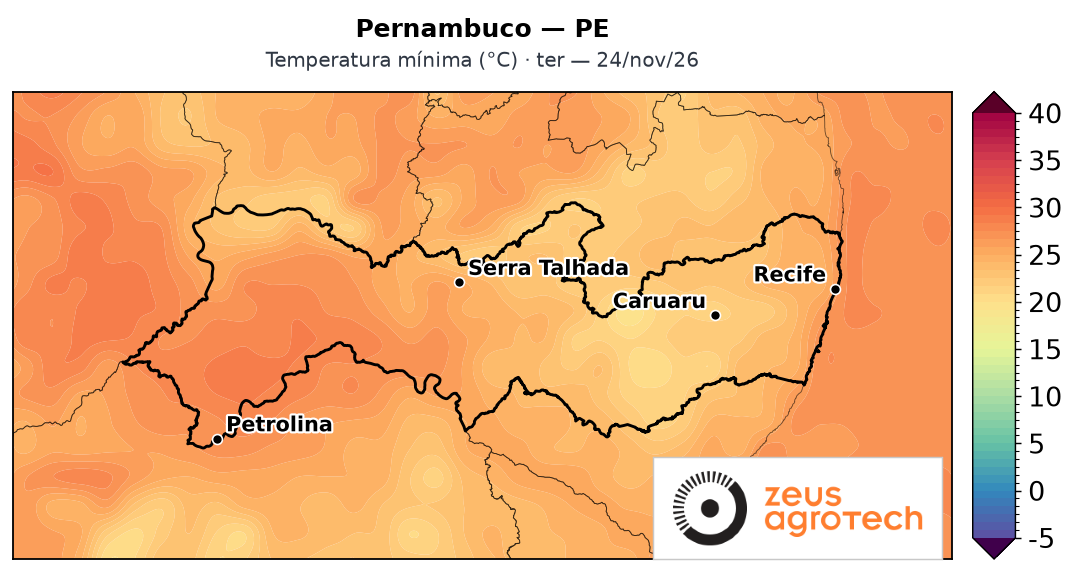 Pernambuco — PE
Temperatura mínima (°C) · ter — 24/nov/26
Serra Talhada
Recife
Caruaru
Petrolina
40
35
30
25
20
15
10
5
0
-5
zeus
agrotech